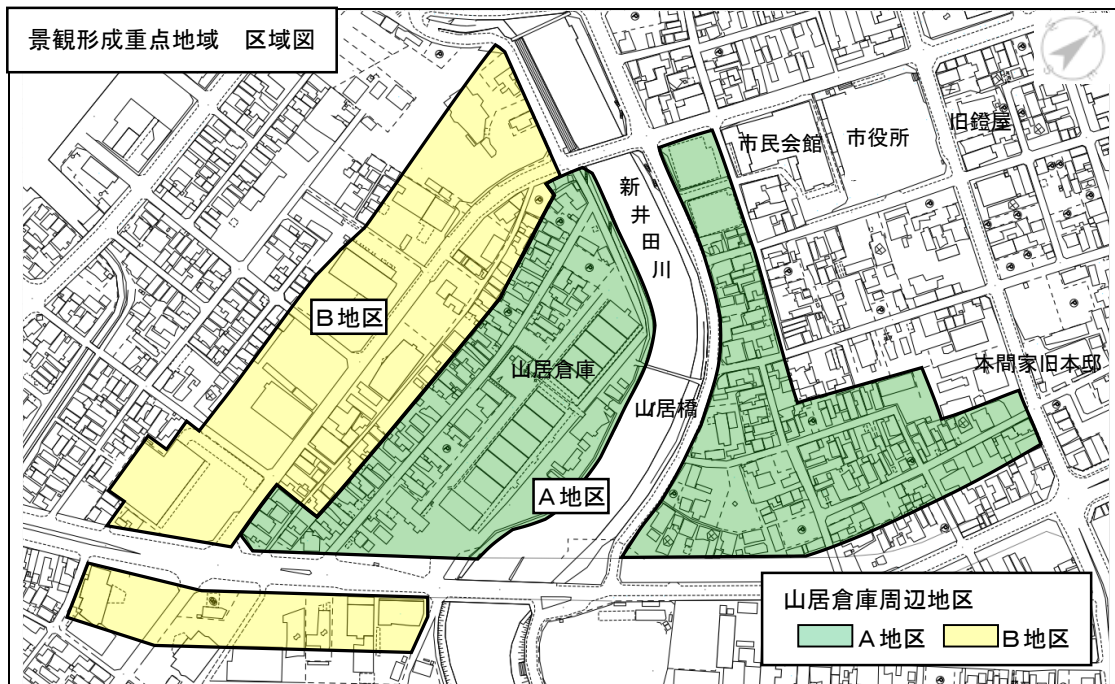 景観形成重点地域 区域図
市民会館
市役所
旧鐙屋
新井田川
B地区
山居倉庫
本間家旧本邸
山居橋
A地区
山居倉庫周辺地区
A地区 B地区